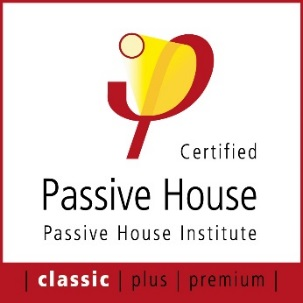 Certified
Passive House
Passive House Institute
| classic | plus | premium |